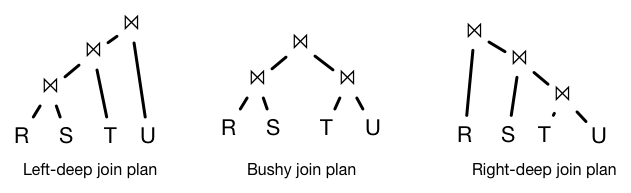 ⋈ ⋈ ⋈
⋈ ⋈ ⋈
⋈ ⋈ ⋈
R S T U R S T U R S T U
Left-deep join plan Bushy join plan Right-deep join plan